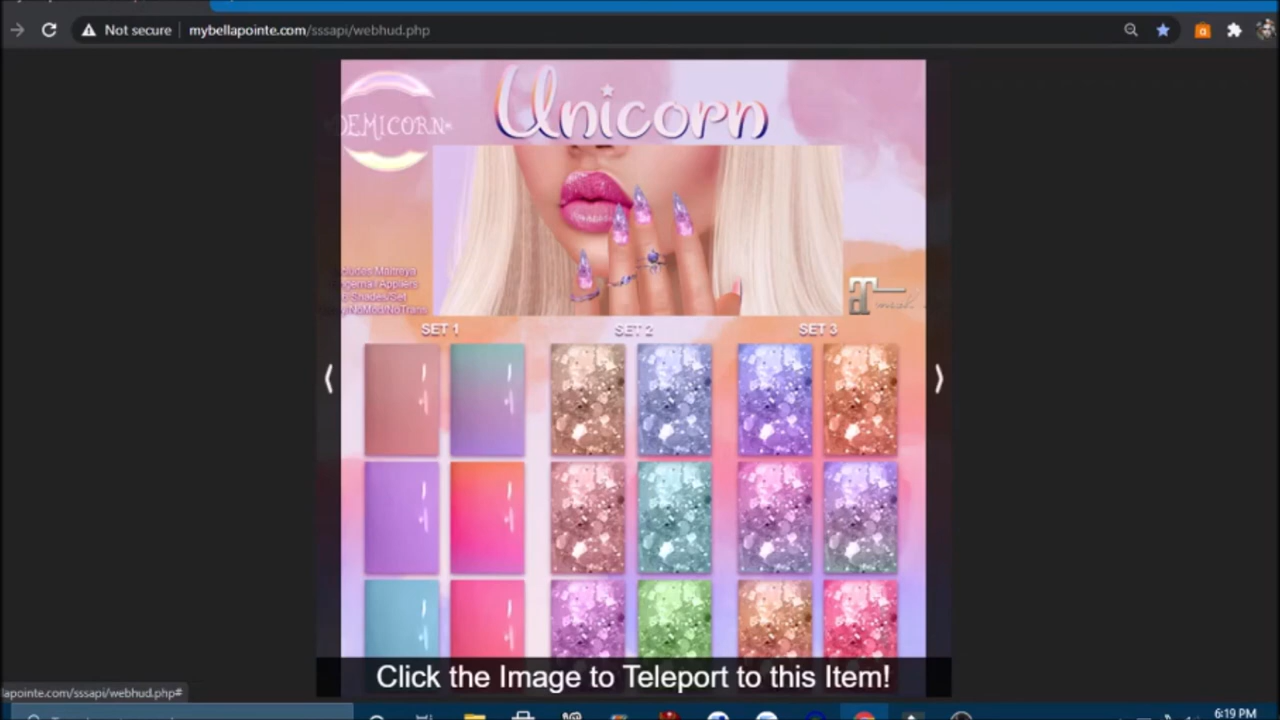 Not secure
mybellapointe.com/sssapi/webhud.php
DEMICORN
Unicorn
SET 1
SET 2
SET 3
Click the Image to Teleport to this Item!
lapointe.com/sssapi/webhud.php#
6:19 PM